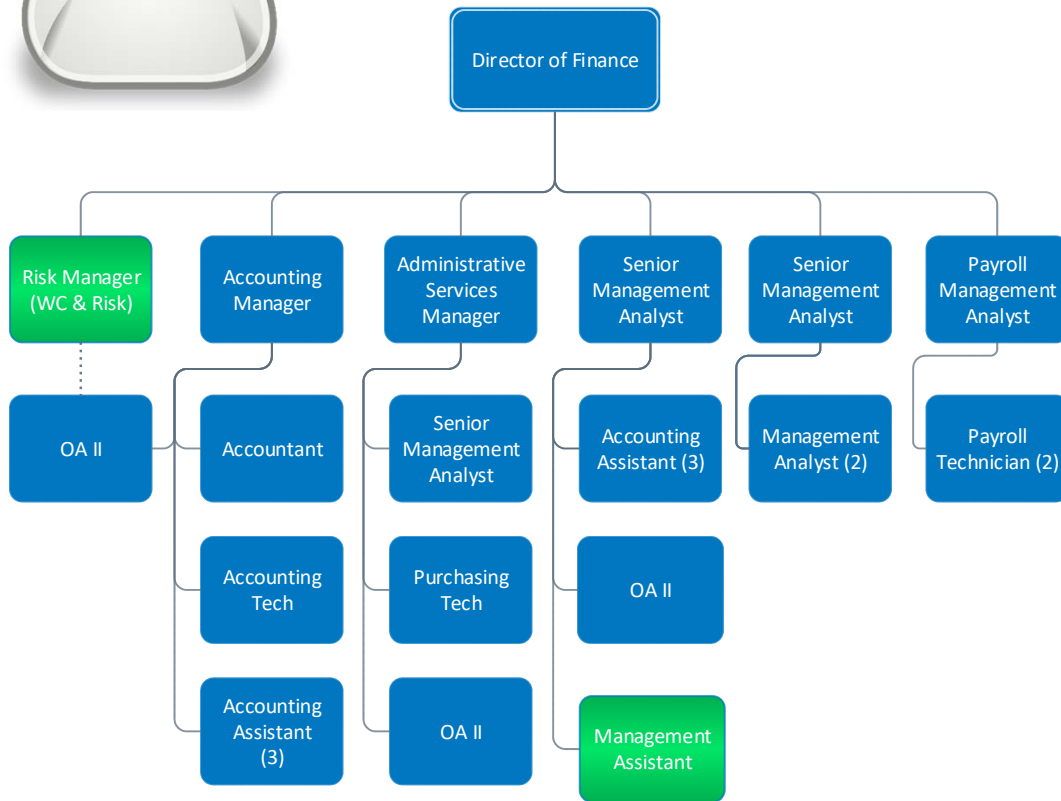 Director of Finance
Risk Manager
(WC & Risk)
Accounting
Manager
Administrative
Services
Manager
Senior
Management
Analyst
Senior
Management
Analyst
Payroll
Management
Analyst
OA II
Accountant
Senior
Management
Analyst
Accounting
Assistant (3)
Management
Analyst (2)
Payroll
Technician (2)
Accounting
Tech
Purchasing
Tech
OA II
Accounting
Assistant
(3)
OA II
Management
Assistant